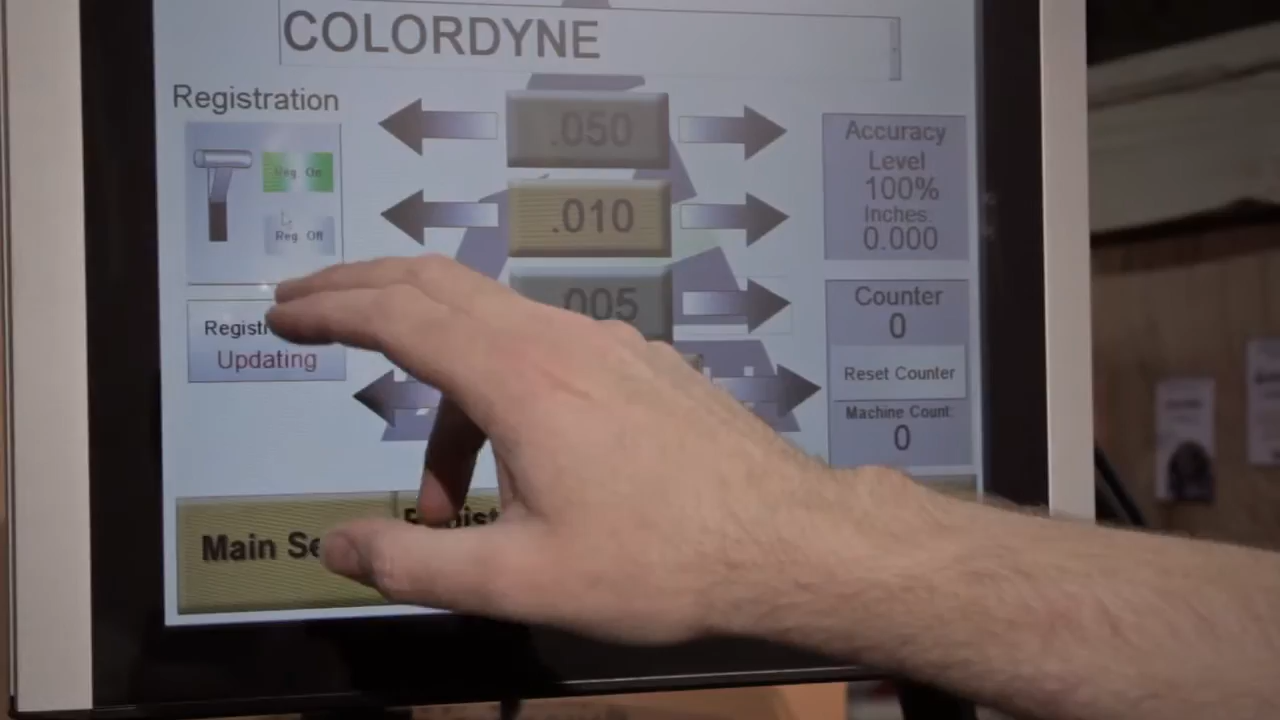 COLORDYNE
Registration
.050
Reg On
.010
Reg Off
.005
Updating
Accuracy
Level
100%
Inches:
0.000
Counter
0
Reset Counter
Machine Count:
0
Main